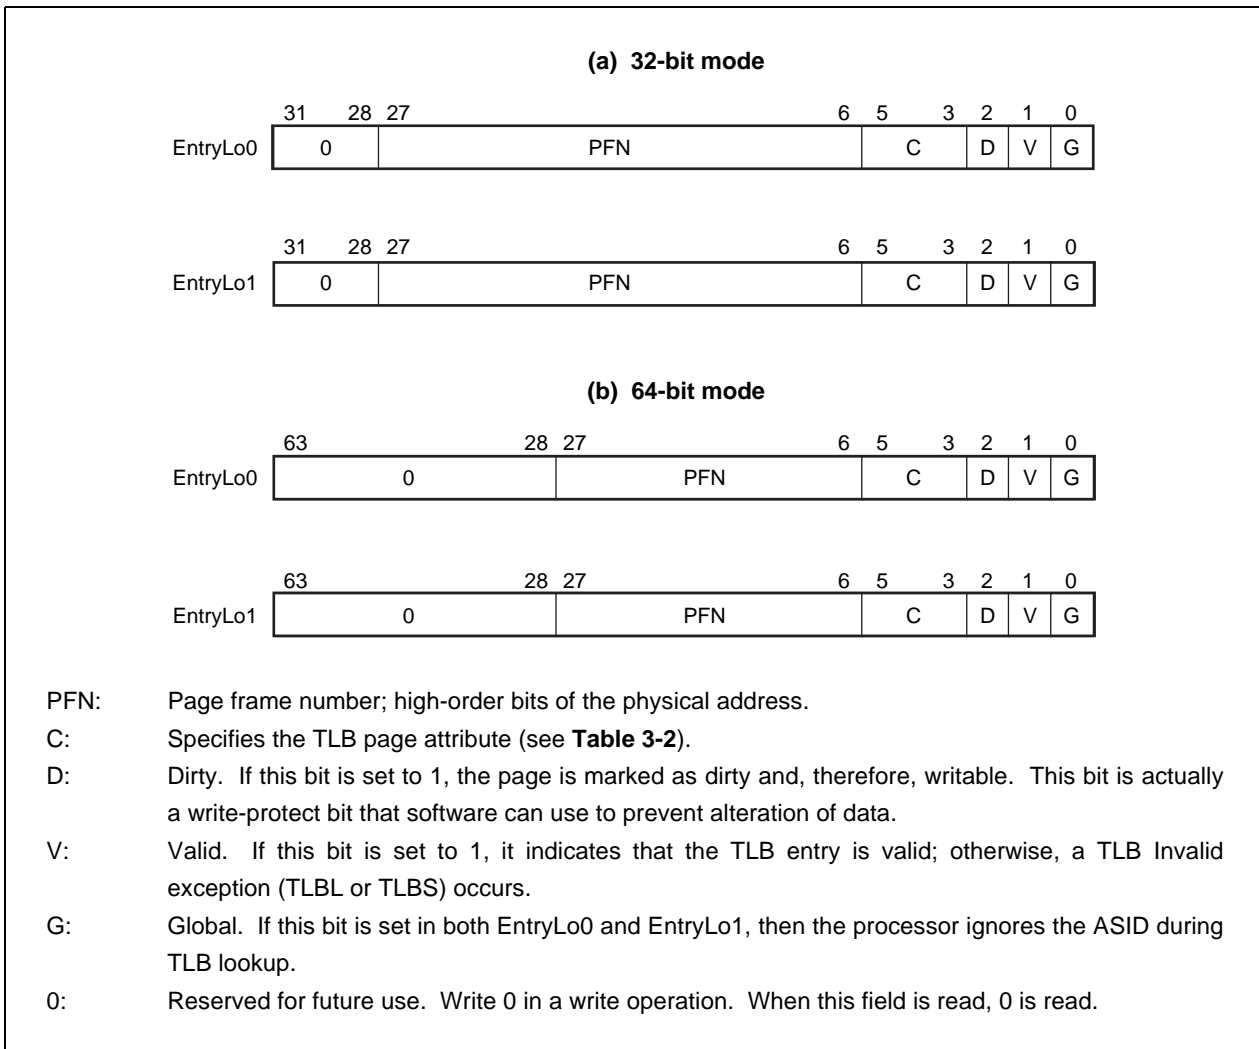 (a) 32-bit mode
31 28 27 6 5 3 2 1 0
EntryLo0 0 PFN C D V G
31 28 27 6 5 3 2 1 0
EntryLo1 0 PFN C D V G
(b) 64-bit mode
63 28 27 6 5 3 2 1 0
EntryLo0 0 PFN C D V G
63 28 27 6 5 3 2 1 0
EntryLo1 0 PFN C D V G
PFN: Page frame number; high-order bits of the physical address.
C: Specifies the TLB page attribute (see Table 3-2).
D: Dirty. If this bit is set to 1, the page is marked as dirty and, therefore, writable. This bit is actually
a write-protect bit that software can use to prevent alteration of data.
V: Valid. If this bit is set to 1, it indicates that the TLB entry is valid; otherwise, a TLB Invalid
exception (TLBL or TLBS) occurs.
G: Global. If this bit is set in both EntryLo0 and EntryLo1, then the processor ignores the ASID during
TLB lookup.
0: Reserved for future use. Write 0 in a write operation. When this field is read, 0 is read.